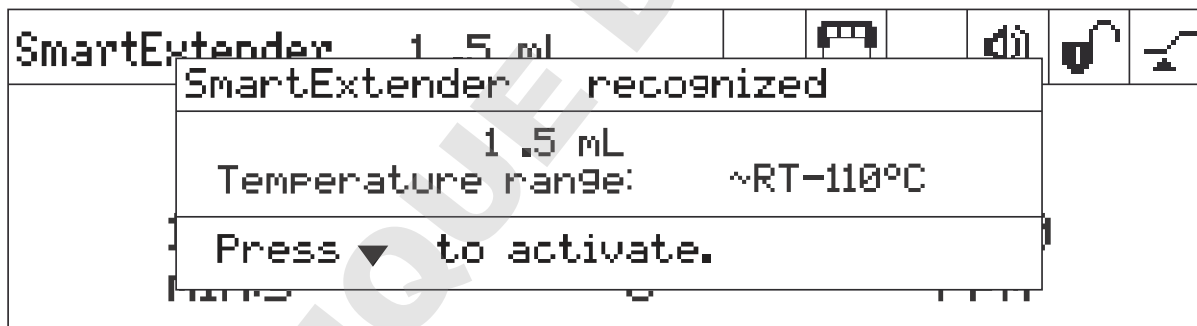 SmartExtender 1.5 mL
SmartExtender recognized
1.5 mL
Temperature range: ~RT-110°C
Press ▼ to activate.